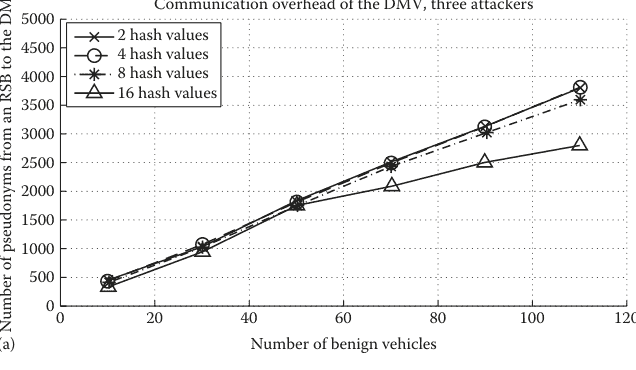 Communication overhead of the DMV, three attackers
Number of pseudonyms from an RSB to the DMV
5000
4500
4000
3500
3000
2500
2000
1500
1000
500
0
2 hash values
4 hash values
8 hash values
16 hash values
0 20 40 60 80 100 120
(a)
Number of benign vehicles